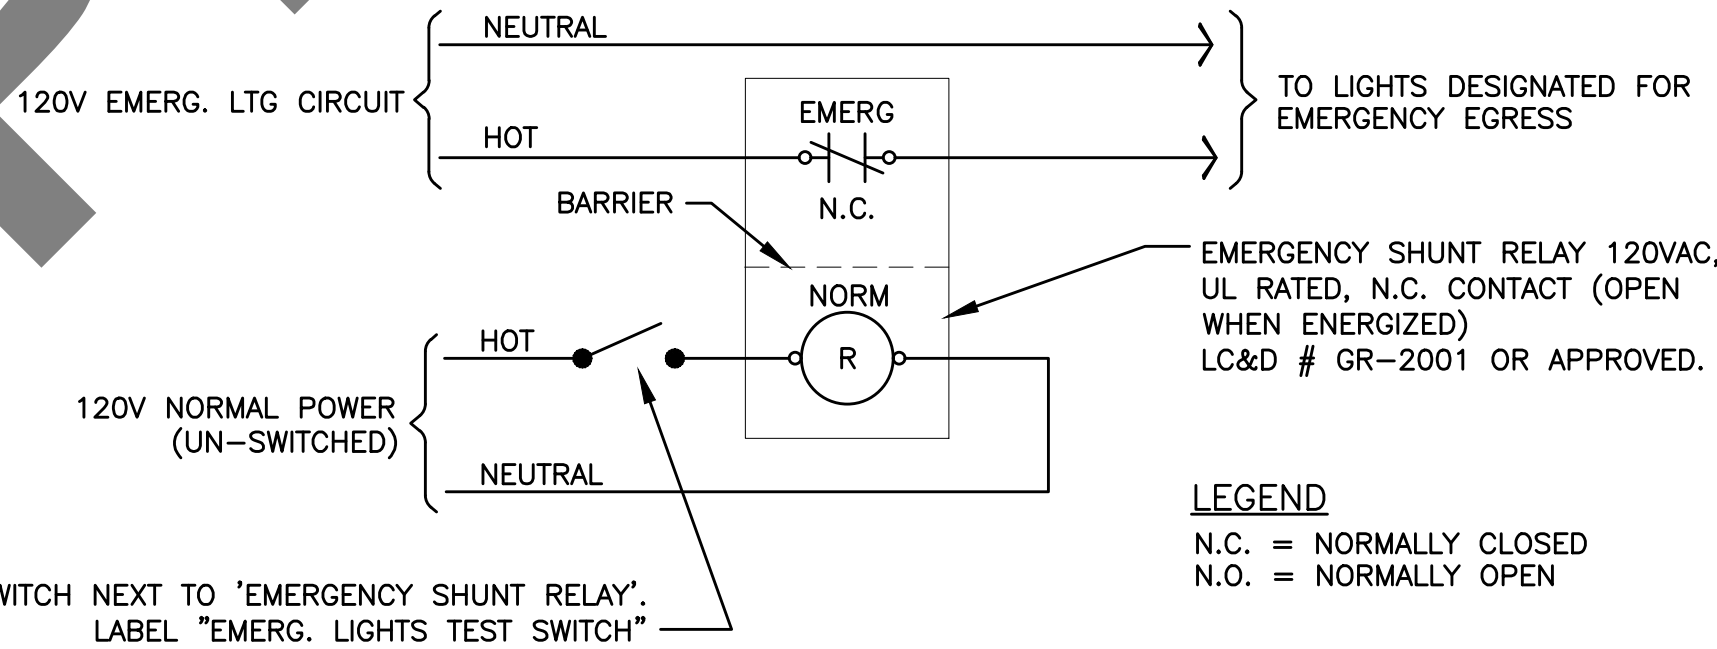 NEUTRAL
120V EMERG. LTG CIRCUIT
HOT
EMERG
N.C.
TO LIGHTS DESIGNATED FOR
EMERGENCY EGRESS
BARRIER
NORM
R
EMERGENCY SHUNT RELAY 120VAC,
UL RATED, N.C. CONTACT (OPEN
WHEN ENERGIZED)
LC&D # GR-2001 OR APPROVED.
HOT
120V NORMAL POWER
(UN-SWITCHED)
NEUTRAL
LEGEND
N.C. = NORMALLY CLOSED
N.O. = NORMALLY OPEN
NEXT TO 'EMERGENCY SHUNT RELAY'.
LABEL "EMERG. LIGHTS TEST SWITCH"